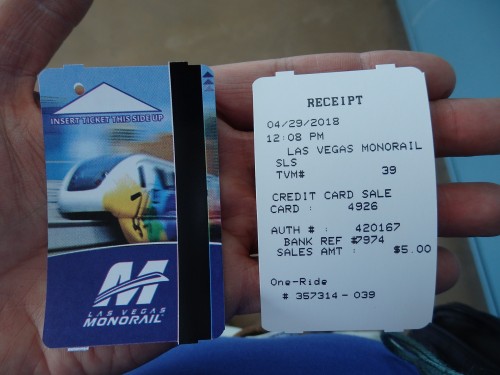 INSERT TICKET THIS SIDE UP
M
LAS VEGAS
MONORAIL
RECEIPT
04/29/2018
12:08 PM
LAS VEGAS MONORAIL
SLS
TVM# 39
CREDIT CARD SALE
CARD : 4926
AUTH # : 420167
BANK REF #7974
SALES AMT : $5.00
One-Ride
# 357314-039